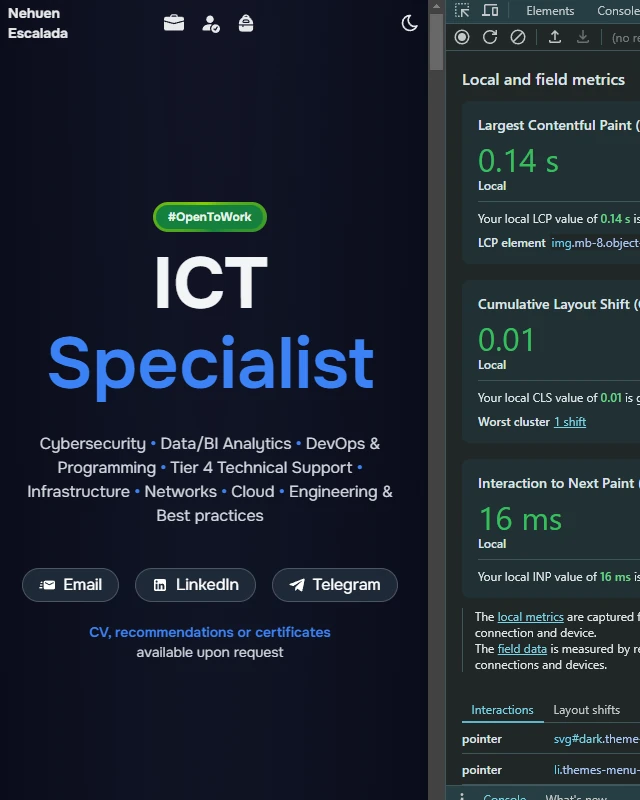 Nehuen
Escalada
#OpenToWork
ICT
Specialist
Cybersecurity • Data/BI Analytics • DevOps &
Programming • Tier 4 Technical Support •
Infrastructure • Networks • Cloud • Engineering &
Best practices
Email
LinkedIn
Telegram
CV, recommendations or certificates
available upon request
Elements
Console
(no re
Local and field metrics
Largest Contentful Paint (
0.14 s
Local
Your local LCP value of 0.14 s is
LCP element img.mb-8.object-
Cumulative Layout Shift (
0.01
Local
Your local CLS value of 0.01 is g
Worst cluster 1 shift
Interaction to Next Paint (
16 ms
Local
Your local INP value of 16 ms is
The local metrics are captured f
connection and device.
The field data is measured by re
connections and devices.
Interactions
Layout shifts
pointer svg#dark.theme-
pointer li.themes-menu-
Console
What's new